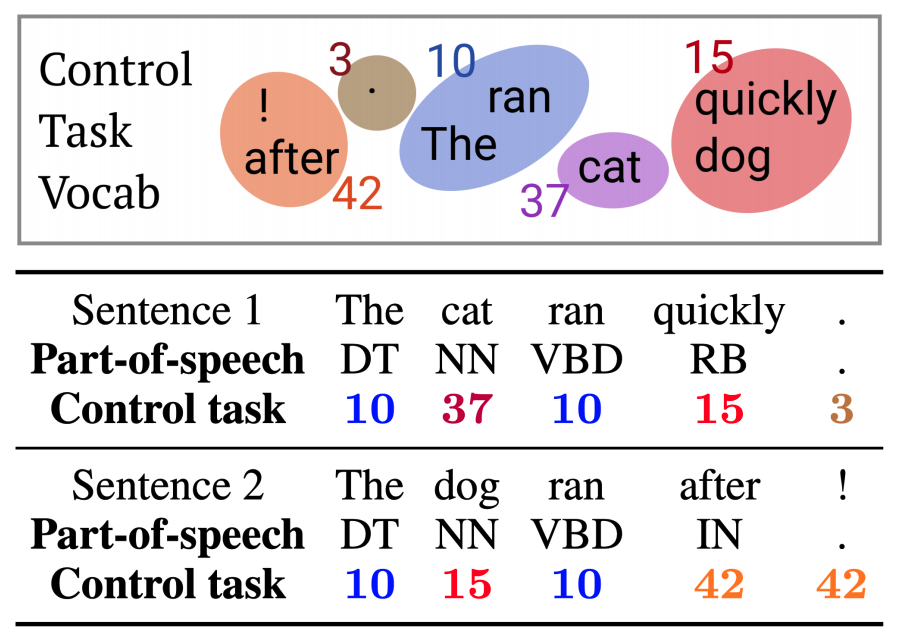 Control
Task
Vocab
!
after
42
3
.
10
ran
The
37
cat
15
quickly
dog
Sentence 1 The cat ran quickly .
Part-of-speech DT NN VBD RB .
Control task 10 37 10 15 3
Sentence 2 The dog ran after !
Part-of-speech DT NN VBD IN .
Control task 10 15 10 42 42